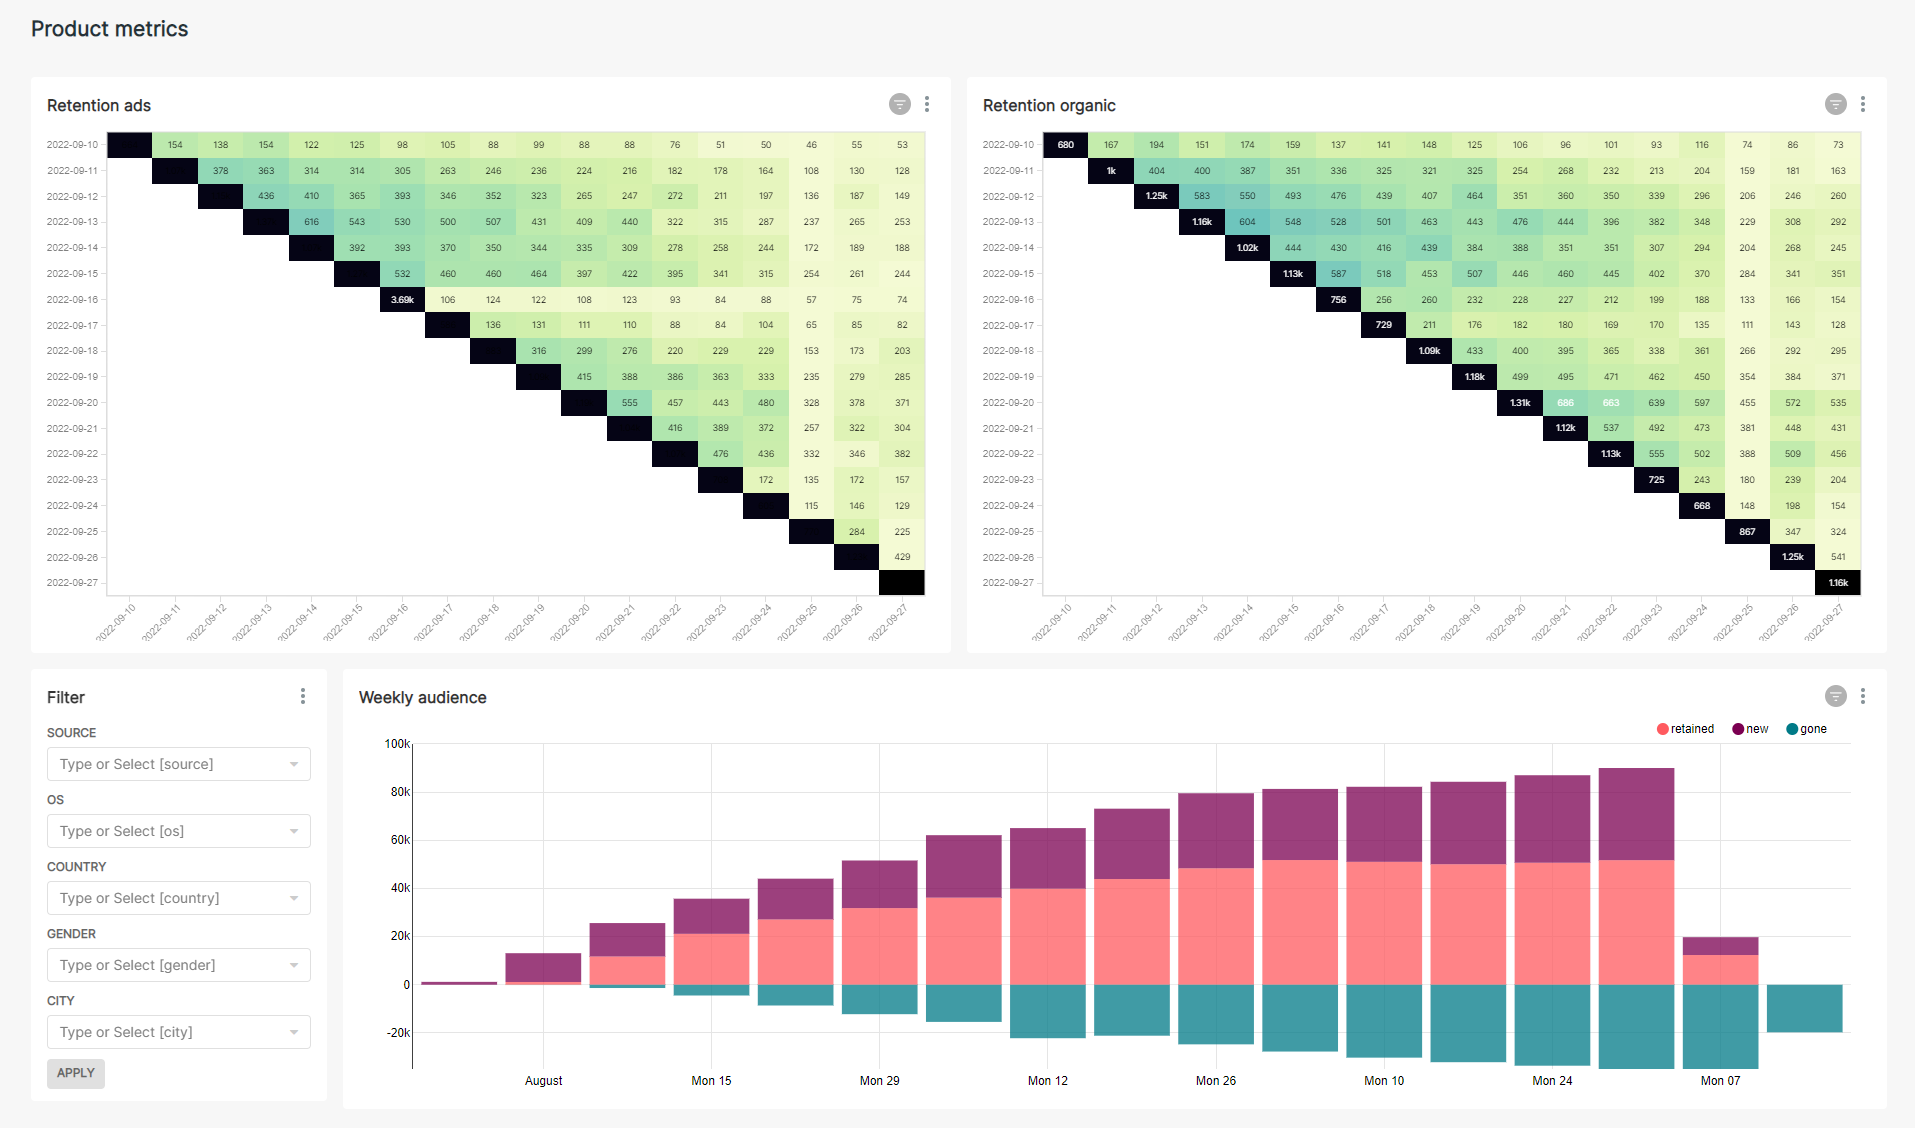 Product metrics
Retention ads
2022-09-10 154 138 154 122 125 98 105 88 99 88 88 76 51 50 46 55 53
2022-09-11 378 363 314 314 305 263 246 236 224 216 182 178 164 108 130 128
2022-09-12 436 410 365 393 346 352 323 265 247 272 211 197 136 187 149
2022-09-13 616 543 530 500 507 431 409 440 322 315 287 237 265 253
2022-09-14 392 393 370 350 344 335 309 278 258 244 172 189 188
2022-09-15 532 460 460 464 397 422 395 341 315 254 261 244
2022-09-16 3.69k 106 124 122 108 123 93 84 88 57 75 74
2022-09-17 136 131 111 110 88 84 104 65 85 82
2022-09-18 316 299 276 220 229 229 153 173 203
2022-09-19 415 388 386 363 333 235 279 285
2022-09-20 555 457 443 480 328 378 371
2022-09-21 416 389 372 257 322 304
2022-09-22 476 436 332 346 382
2022-09-23 172 135 172 157
2022-09-24 115 146 129
2022-09-25 284 225
2022-09-26 429
2022-09-27
2022-09-10 2022-09-11 2022-09-12 2022-09-13 2022-09-14 2022-09-15 2022-09-16 2022-09-17 2022-09-18 2022-09-19 2022-09-20 2022-09-21 2022-09-22 2022-09-23 2022-09-24 2022-09-25 2022-09-26 2022-09-27
Retention organic
2022-09-10 680 167 194 151 174 159 137 141 148 125 106 96 101 93 116 74 86 73
2022-09-11 1k 404 400 387 351 336 325 321 325 254 268 232 213 204 159 181 163
2022-09-12 1.25k 583 550 493 476 439 407 464 351 360 350 339 296 206 246 260
2022-09-13 1.16k 604 548 528 501 463 443 476 444 396 382 348 229 308 292
2022-09-14 1.02k 444 430 416 439 384 388 351 351 307 294 204 268 245
2022-09-15 1.13k 587 518 453 507 446 460 445 402 370 284 341 351
2022-09-16 756 256 260 232 228 227 212 199 188 133 166 154
2022-09-17 729 211 176 182 180 169 170 135 111 143 128
2022-09-18 1.09k 433 400 395 365 338 361 266 292 295
2022-09-19 1.18k 499 495 471 462 450 354 384 371
2022-09-20 1.31k 686 663 639 597 455 572 535
2022-09-21 1.12k 537 492 473 381 448 431
2022-09-22 1.13k 555 502 388 509 456
2022-09-23 725 243 180 239 204
2022-09-24 668 148 198 154
2022-09-25 867 347 324
2022-09-26 1.25k 541
2022-09-27 1.16k
2022-09-10 2022-09-11 2022-09-12 2022-09-13 2022-09-14 2022-09-15 2022-09-16 2022-09-17 2022-09-18 2022-09-19 2022-09-20 2022-09-21 2022-09-22 2022-09-23 2022-09-24 2022-09-25 2022-09-26 2022-09-27
Filter
SOURCE
Type or Select [source]
OS
Type or Select [os]
COUNTRY
Type or Select [country]
GENDER
Type or Select [gender]
CITY
Type or Select [city]
APPLY
Weekly audience
retained new gone
100k
80k
60k
40k
20k
0
-20k
August Mon 15 Mon 29 Mon 12 Mon 26 Mon 10 Mon 24 Mon 07